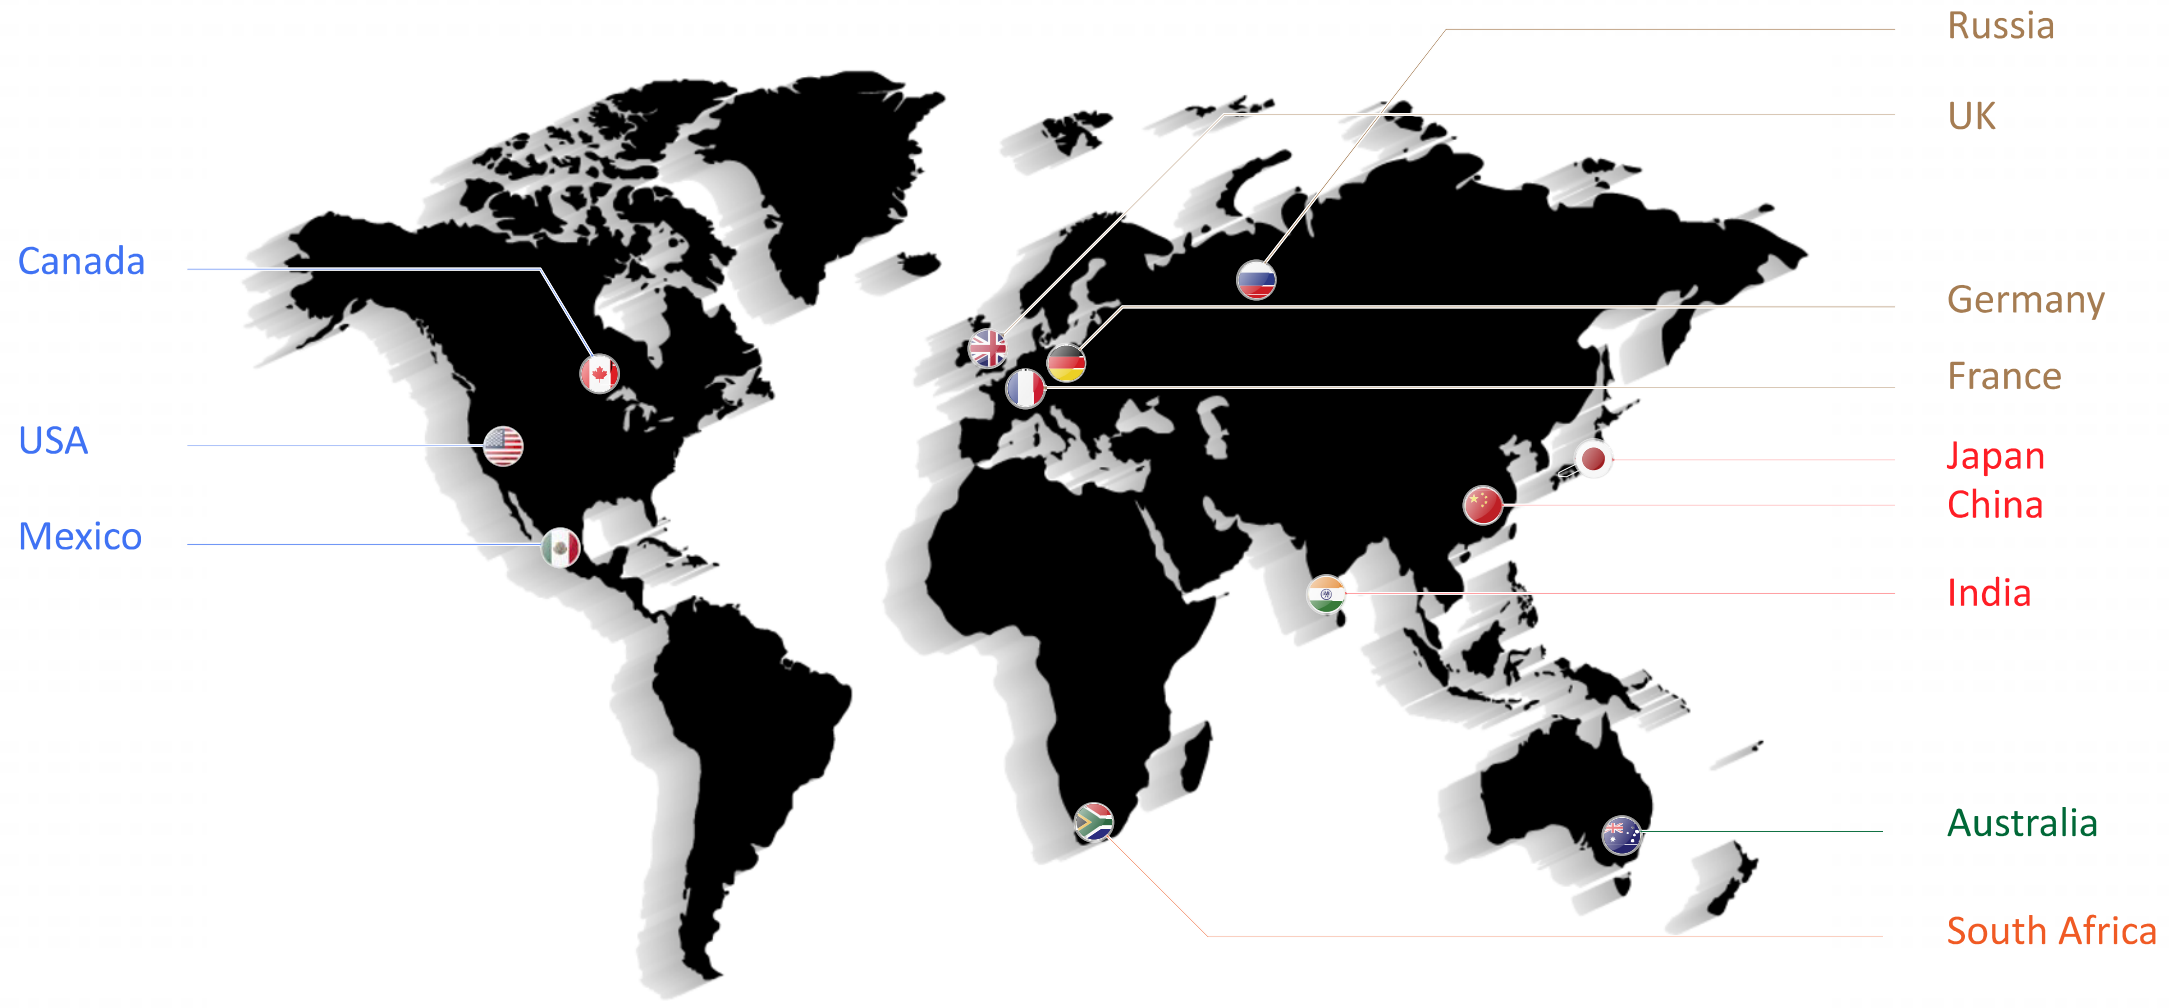 Russia
UK
Canada
Germany
France
USA
Japan
China
Mexico
India
Australia
South Africa